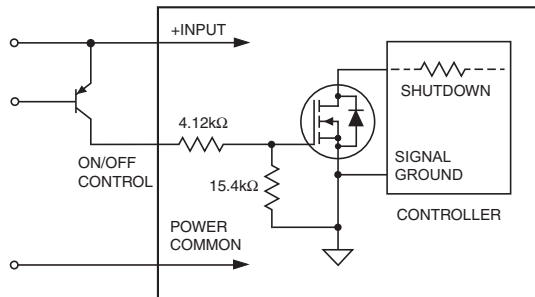 +INPUT
4.12kΩ
SHUTDOWN
ON/OFF
CONTROL
15.4kΩ
SIGNAL
GROUND
CONTROLLER
POWER
COMMON